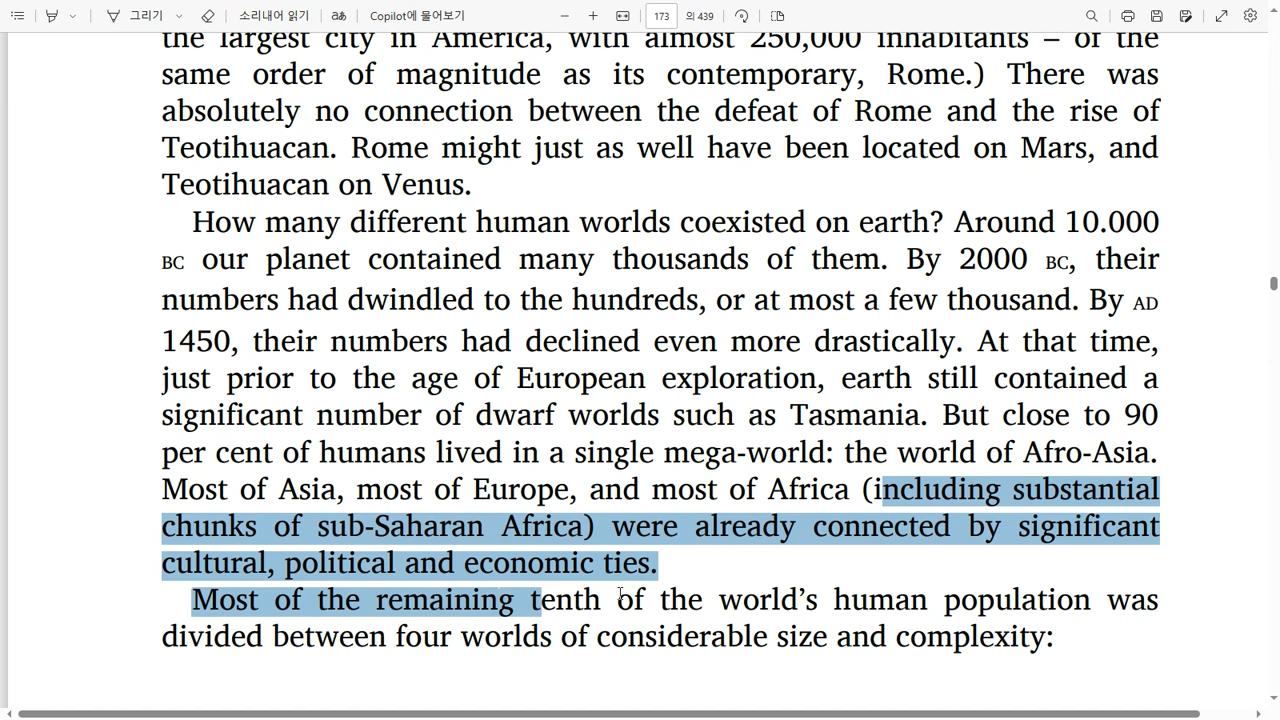 그리기
소리내어 읽기
aあ
Copilot에 물어보기
173
의 439
the largest city in America, with almost 250,000 inhabitants – of the
same order of magnitude as its contemporary, Rome.) There was
absolutely no connection between the defeat of Rome and the rise of
Teotihuacan. Rome might just as well have been located on Mars, and
Teotihuacan on Venus.
How many different human worlds coexisted on earth? Around 10.000
BC our planet contained many thousands of them. By 2000 BC, their
numbers had dwindled to the hundreds, or at most a few thousand. By AD
1450, their numbers had declined even more drastically. At that time,
just prior to the age of European exploration, earth still contained a
significant number of dwarf worlds such as Tasmania. But close to 90
per cent of humans lived in a single mega-world: the world of Afro-Asia.
Most of Asia, most of Europe, and most of Africa (including substantial
chunks of sub-Saharan Africa) were already connected by significant
cultural, political and economic ties.
Most of the remaining tenth of the world’s human population was
divided between four worlds of considerable size and complexity: